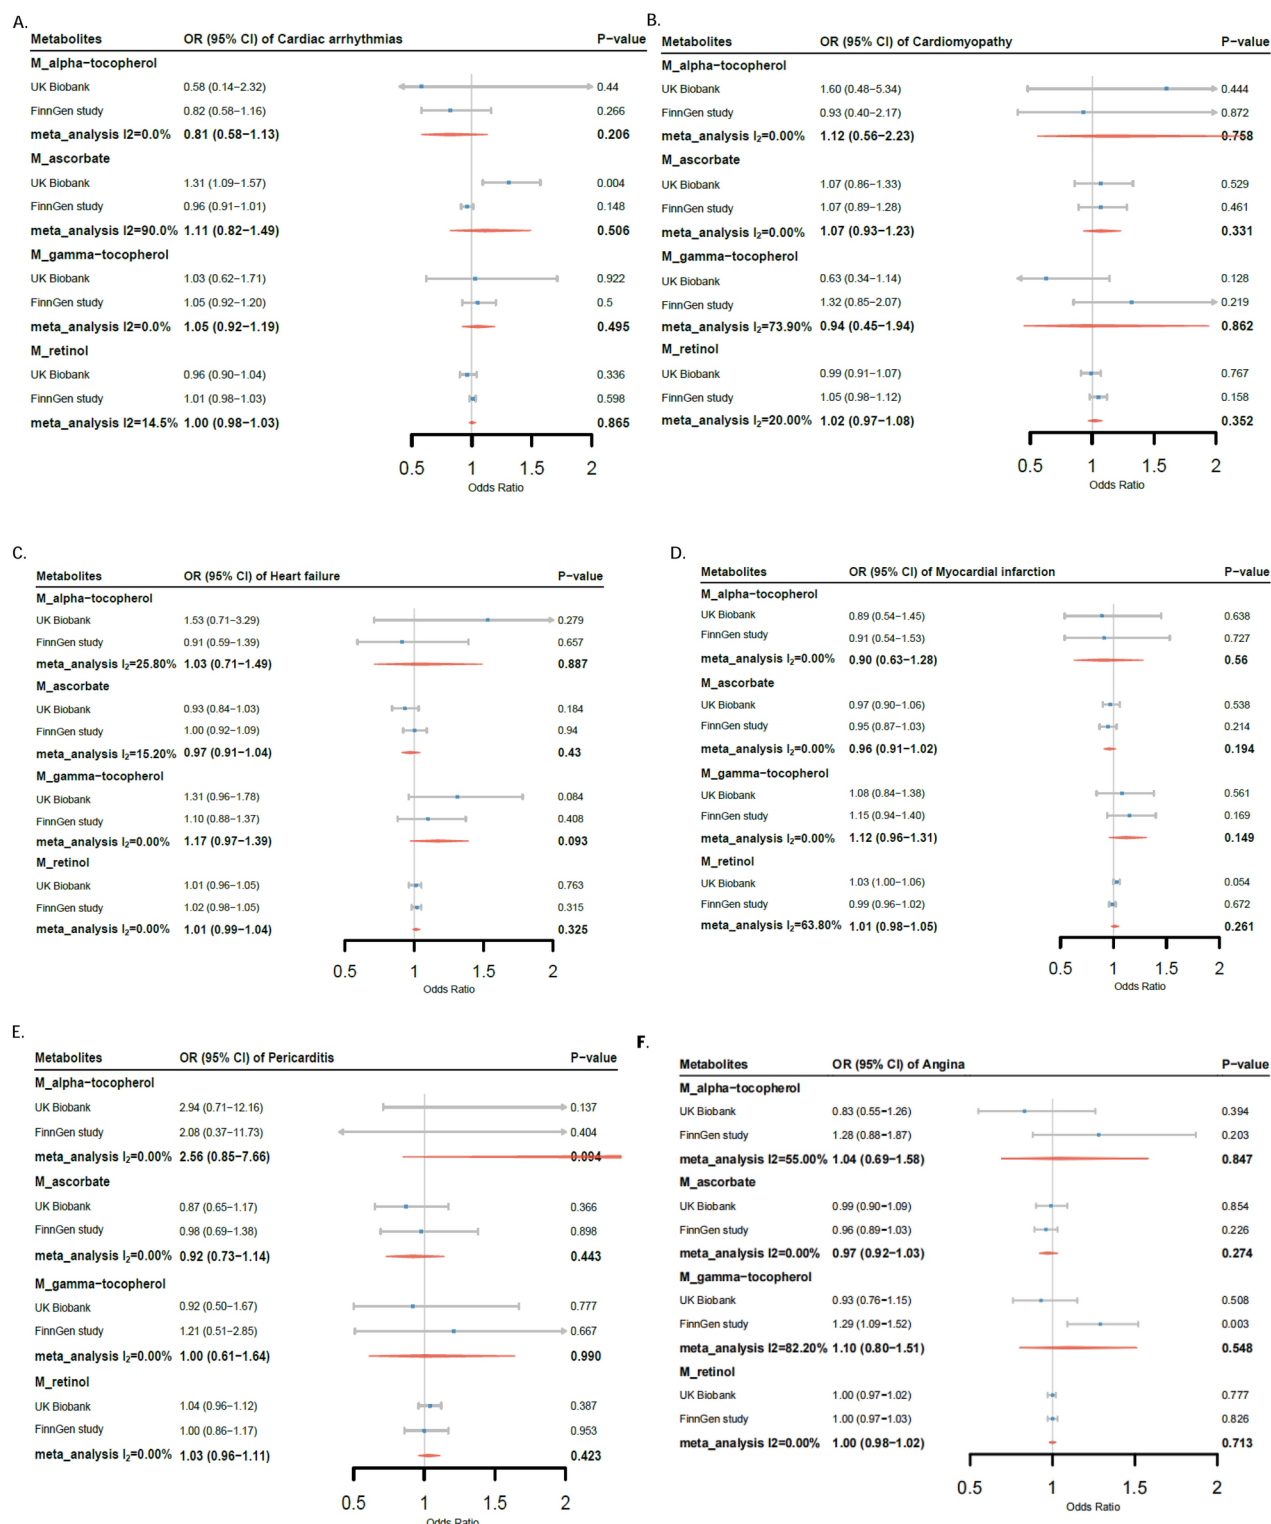 A.
Metabolites OR (95% CI) of Cardiac arrhythmias P−value
M_alpha−tocopherol
UK Biobank 0.58 (0.14−2.32) 0.44
FinnGen study 0.82 (0.58−1.16) 0.266
meta_analysis I2=0.0% 0.81 (0.58−1.13) 0.206
M_ascorbate
UK Biobank 1.31 (1.09−1.57) 0.004
FinnGen study 0.96 (0.91−1.01) 0.148
meta_analysis I2=90.0% 1.11 (0.82−1.49) 0.506
M_gamma−tocopherol
UK Biobank 1.03 (0.62−1.71) 0.922
FinnGen study 1.05 (0.92−1.20) 0.5
meta_analysis I2=0.0% 1.05 (0.92−1.19) 0.495
M_retinol
UK Biobank 0.96 (0.90−1.04) 0.336
FinnGen study 1.01 (0.98−1.03) 0.598
meta_analysis I2=14.5% 1.00 (0.98−1.03) 0.865
0.5 1 1.5 2
Odds Ratio
B.
Metabolites OR (95% CI) of Cardiomyopathy P−value
M_alpha−tocopherol
UK Biobank 1.60 (0.48−5.34) 0.444
FinnGen study 0.93 (0.40−2.17) 0.872
meta_analysis I₂=0.00% 1.12 (0.56−2.23) 0.758
M_ascorbate
UK Biobank 1.07 (0.86−1.33) 0.529
FinnGen study 1.07 (0.89−1.28) 0.461
meta_analysis I₂=0.00% 1.07 (0.93−1.23) 0.331
M_gamma−tocopherol
UK Biobank 0.63 (0.34−1.14) 0.128
FinnGen study 1.32 (0.85−2.07) 0.219
meta_analysis I₂=73.90% 0.94 (0.45−1.94) 0.862
M_retinol
UK Biobank 0.99 (0.91−1.07) 0.767
FinnGen study 1.05 (0.98−1.12) 0.158
meta_analysis I₂=20.00% 1.02 (0.97−1.08) 0.352
0.5 1 1.5 2
Odds Ratio
C.
Metabolites OR (95% CI) of Heart failure P−value
M_alpha−tocopherol
UK Biobank 1.53 (0.71−3.29) 0.279
FinnGen study 0.91 (0.59−1.39) 0.657
meta_analysis I₂=25.80% 1.03 (0.71−1.49) 0.887
M_ascorbate
UK Biobank 0.93 (0.84−1.03) 0.184
FinnGen study 1.00 (0.92−1.09) 0.94
meta_analysis I₂=15.20% 0.97 (0.91−1.04) 0.43
M_gamma−tocopherol
UK Biobank 1.31 (0.96−1.78) 0.084
FinnGen study 1.10 (0.88−1.37) 0.408
meta_analysis I₂=0.00% 1.17 (0.97−1.39) 0.093
M_retinol
UK Biobank 1.01 (0.96−1.05) 0.763
FinnGen study 1.02 (0.98−1.05) 0.315
meta_analysis I₂=0.00% 1.01 (0.99−1.04) 0.325
0.5 1 1.5 2
Odds Ratio
D.
Metabolites OR (95% CI) of Myocardial infarction P−value
M_alpha−tocopherol
UK Biobank 0.89 (0.54−1.45) 0.638
FinnGen study 0.91 (0.54−1.53) 0.727
meta_analysis I₂=0.00% 0.90 (0.63−1.28) 0.56
M_ascorbate
UK Biobank 0.97 (0.90−1.06) 0.538
FinnGen study 0.95 (0.87−1.03) 0.214
meta_analysis I₂=0.00% 0.96 (0.91−1.02) 0.194
M_gamma−tocopherol
UK Biobank 1.08 (0.84−1.38) 0.561
FinnGen study 1.15 (0.94−1.40) 0.169
meta_analysis I₂=0.00% 1.12 (0.96−1.31) 0.149
M_retinol
UK Biobank 1.03 (1.00−1.06) 0.054
FinnGen study 0.99 (0.96−1.02) 0.672
meta_analysis I₂=63.80% 1.01 (0.98−1.05) 0.261
0.5 1 1.5 2
Odds Ratio
E.
Metabolites OR (95% CI) of Pericarditis P−value
M_alpha−tocopherol
UK Biobank 2.94 (0.71−12.16) 0.137
FinnGen study 2.08 (0.37−11.73) 0.404
meta_analysis I₂=0.00% 2.56 (0.85−7.66) 0.094
M_ascorbate
UK Biobank 0.87 (0.65−1.17) 0.366
FinnGen study 0.98 (0.69−1.38) 0.898
meta_analysis I₂=0.00% 0.92 (0.73−1.14) 0.443
M_gamma−tocopherol
UK Biobank 0.92 (0.50−1.67) 0.777
FinnGen study 1.21 (0.51−2.85) 0.667
meta_analysis I₂=0.00% 1.00 (0.61−1.64) 0.990
M_retinol
UK Biobank 1.04 (0.96−1.12) 0.387
FinnGen study 1.00 (0.86−1.17) 0.953
meta_analysis I₂=0.00% 1.03 (0.96−1.11) 0.423
0.5 1 1.5 2
Odds Ratio
F.
Metabolites OR (95% CI) of Angina P−value
M_alpha−tocopherol
UK Biobank 0.83 (0.55−1.26) 0.394
FinnGen study 1.28 (0.88−1.87) 0.203
meta_analysis I2=55.00% 1.04 (0.69−1.58) 0.847
M_ascorbate
UK Biobank 0.99 (0.90−1.09) 0.854
FinnGen study 0.96 (0.89−1.03) 0.226
meta_analysis I2=0.00% 0.97 (0.92−1.03) 0.274
M_gamma−tocopherol
UK Biobank 0.93 (0.76−1.15) 0.508
FinnGen study 1.29 (1.09−1.52) 0.003
meta_analysis I2=82.20% 1.10 (0.80−1.51) 0.548
M_retinol
UK Biobank 1.00 (0.97−1.02) 0.777
FinnGen study 1.00 (0.97−1.03) 0.826
meta_analysis I2=0.00% 1.00 (0.98−1.02) 0.713
0.5 1 1.5 2
Odds Ratio